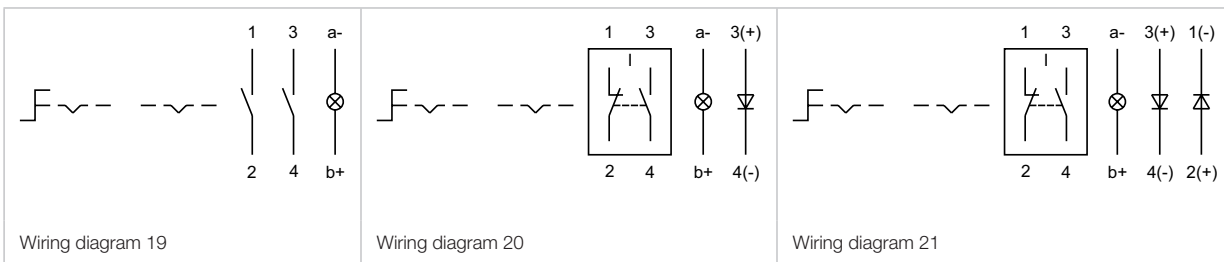 1 3 a-
2 4 b+
Wiring diagram 19
1 3 a- 3(+)
2 4 b+ 4(-)
Wiring diagram 20
1 3 a- 3(+) 1(-)
2 4 b+ 4(-) 2(+)
Wiring diagram 21